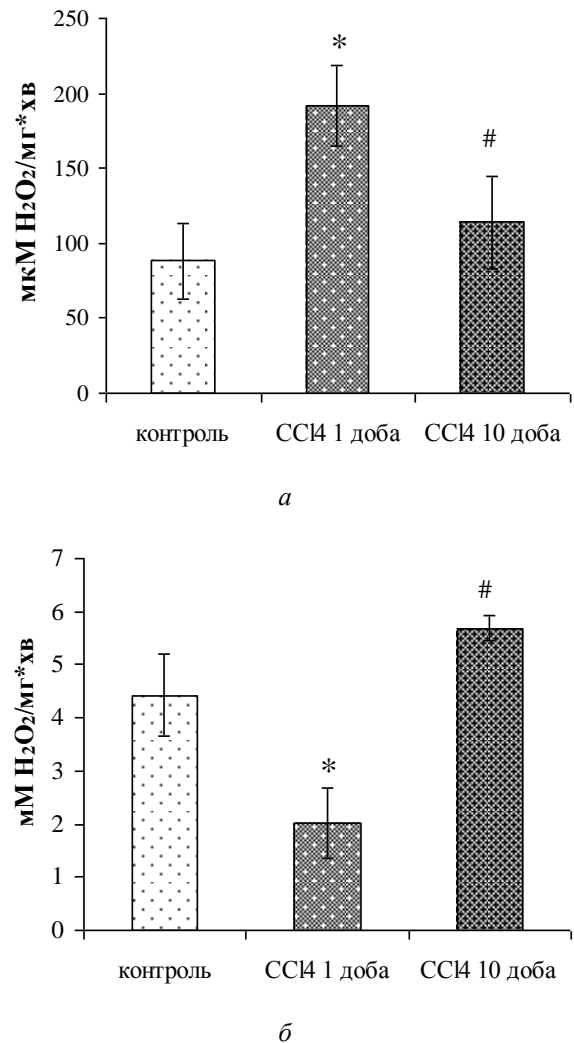 мкМ H₂O₂/мг*хв
250
200
150
100
50
0
*
#
контроль
CCl4 1 доба
CCl4 10 доба
а
мМ H₂O₂/мг*хв
7
6
5
4
3
2
1
0
*
#
контроль
CCl4 1 доба
CCl4 10 доба
б